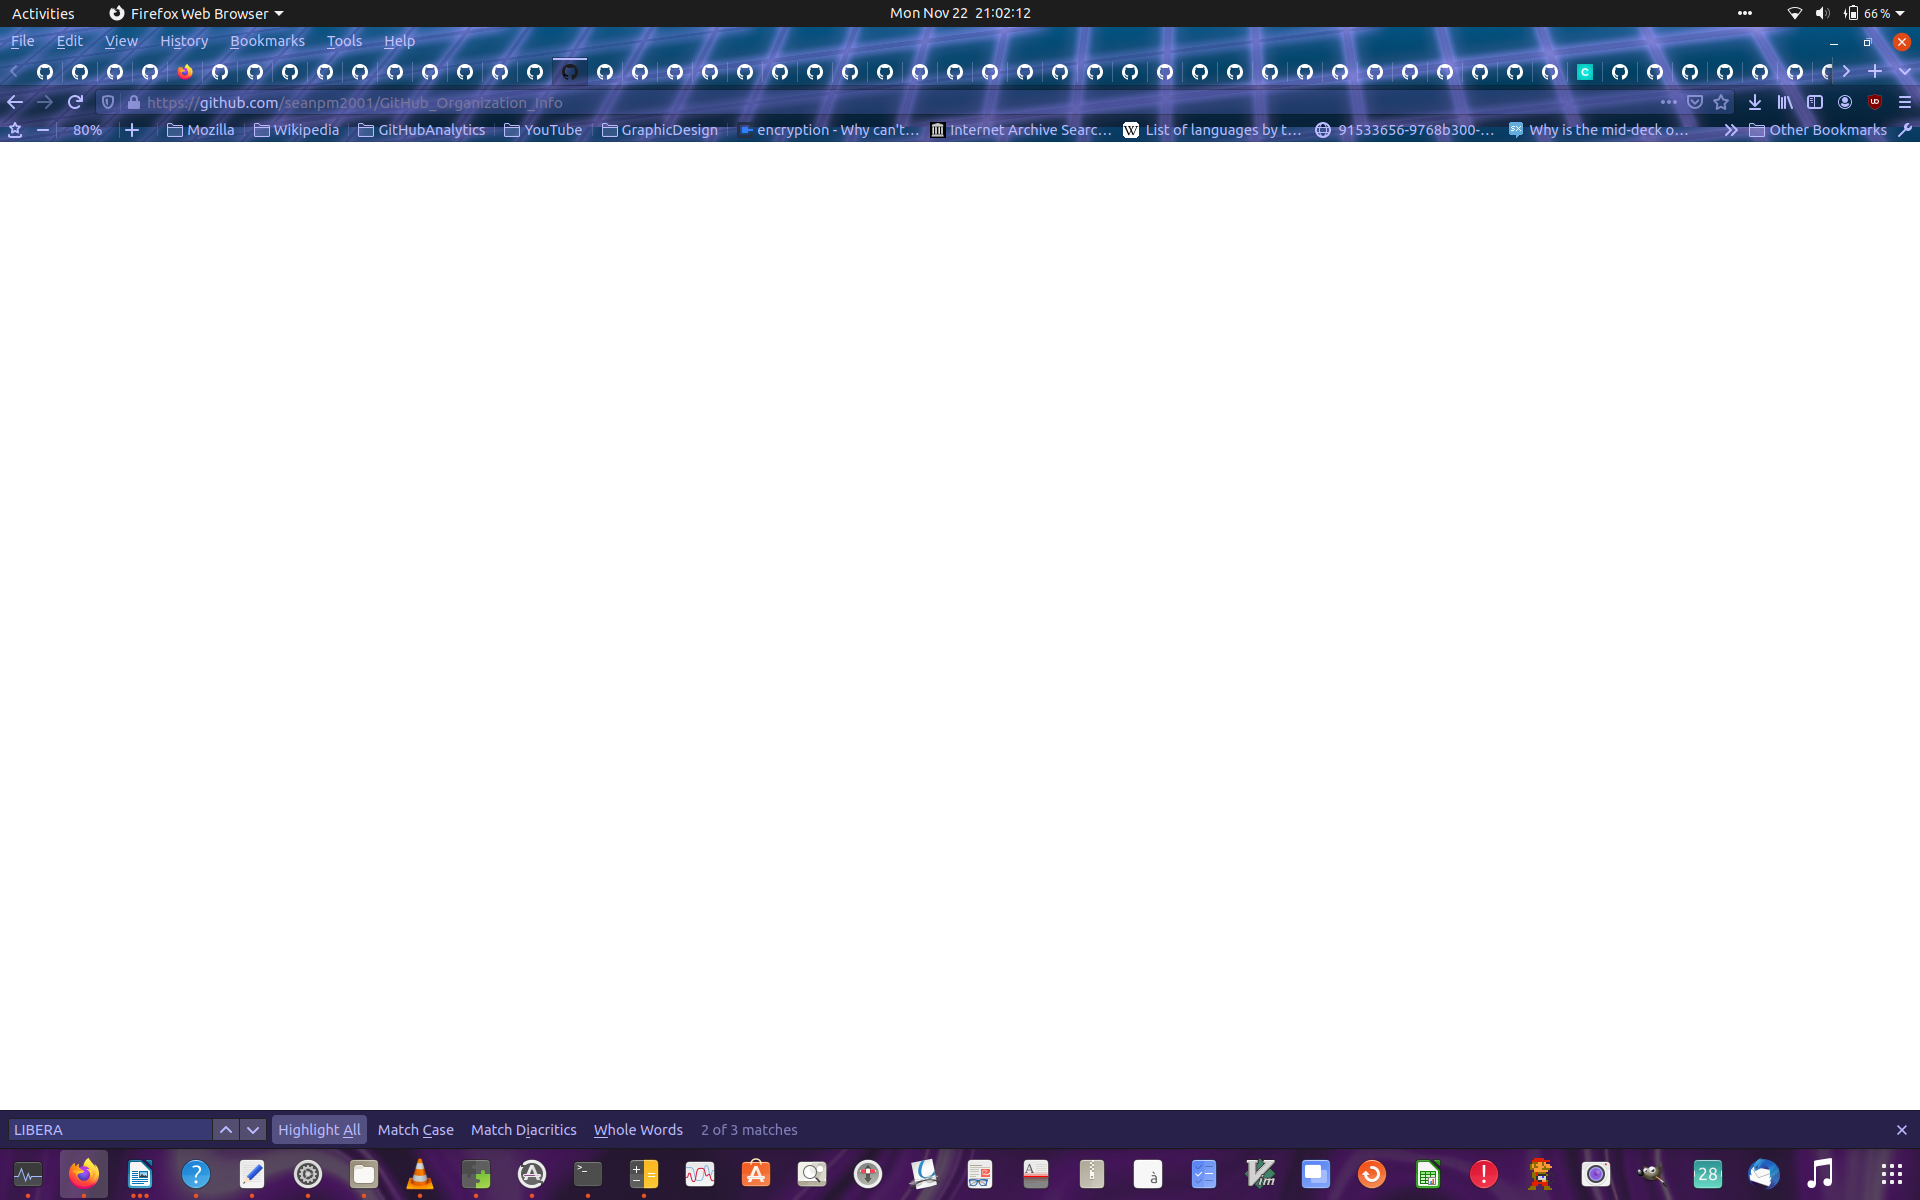 Activities Firefox Web Browser Mon Nov 22 21:02:12 66%
File Edit View History Bookmarks Tools Help
https://github.com/seanpm2001/GitHub_Organization_Info
80% Mozilla Wikipedia GitHubAnalytics YouTube GraphicDesign encryption - Why can't... Internet Archive Searc... List of languages by t... 91533656-9768b300-... Why is the mid-deck o... Other Bookmarks
LIBERA Highlight All Match Case Match Diacritics Whole Words 2 of 3 matches
28